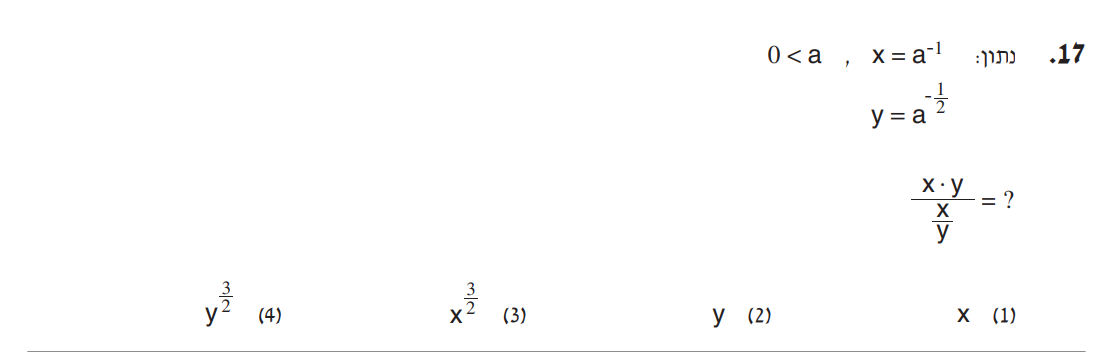 .17 נתון: x = a⁻¹ , 0 < a
y = a^(-1/2)
(x · y)/(x/y) = ?
(1) x (2) y (3) x^(3/2) (4) y^(3/2)